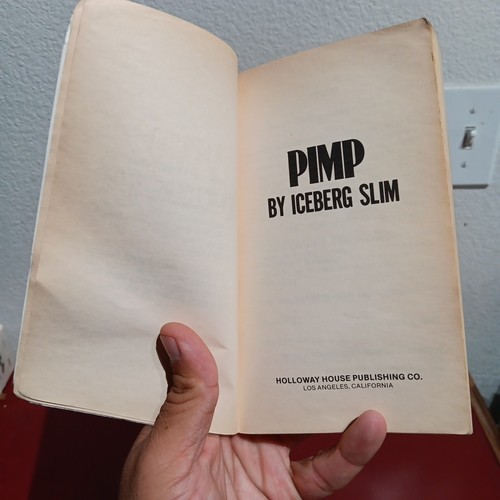 PIMP
BY ICEBERG SLIM
HOLLOWAY HOUSE PUBLISHING CO.
LOS ANGELES, CALIFORNIA